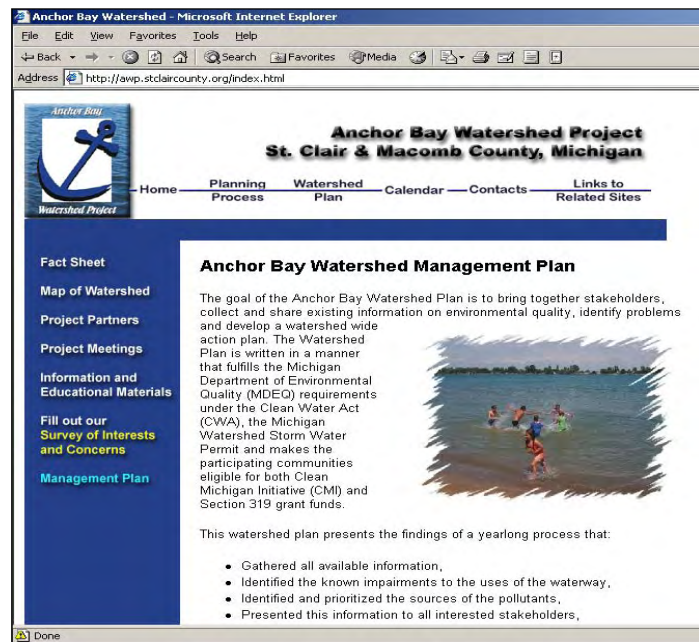 Anchor Bay Watershed - Microsoft Internet Explorer
File Edit View Favorites Tools Help
Back Search Favorites Media
Address http://awp.stclaircounty.org/index.html
Anchor Bay
Watershed Project
Anchor Bay Watershed Project
St. Clair & Macomb County, Michigan
Home Planning Process Watershed Plan Calendar Contacts Links to Related Sites
Fact Sheet
Map of Watershed
Project Partners
Project Meetings
Information and
Educational Materials
Fill out our
Survey of Interests
and Concerns
Management Plan
Anchor Bay Watershed Management Plan
The goal of the Anchor Bay Watershed Plan is to bring together stakeholders,
collect and share existing information on environmental quality, identify problems
and develop a watershed wide
action plan. The Watershed
Plan is written in a manner
that fulfills the Michigan
Department of Environmental
Quality (MDEQ) requirements
under the Clean Water Act
(CWA), the Michigan
Watershed Storm Water
Permit and makes the
participating communities
eligible for both Clean
Michigan Initiative (CMI) and
Section 319 grant funds.
This watershed plan presents the findings of a yearlong process that:
• Gathered all available information,
• Identified the known impairments to the uses of the waterway,
• Identified and prioritized the sources of the pollutants,
• Presented this information to all interested stakeholders,
Done